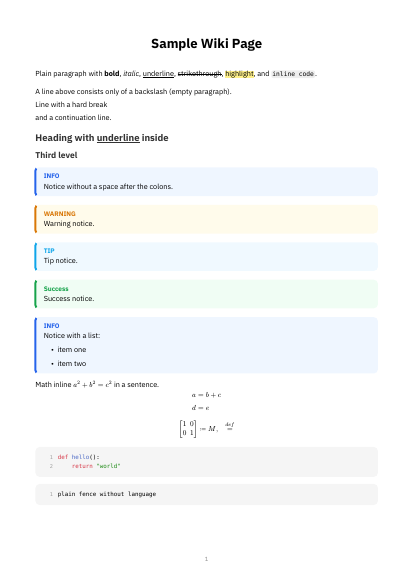 Sample Wiki Page
Plain paragraph with bold, italic, underline, strikethrough, highlight, and inline code.
A line above consists only of a backslash (empty paragraph).
Line with a hard break
and a continuation line.
Heading with underline inside
Third level
INFO
Notice without a space after the colons.
WARNING
Warning notice.
TIP
Tip notice.
Success
Success notice.
INFO
Notice with a list:
• item one
• item two
Math inline a² + b² = c² in a sentence.
a = b + c
d = e
[1 0
0 1] ≔ M, ≝
1 def hello():
2 return "world"
1 plain fence without language
1